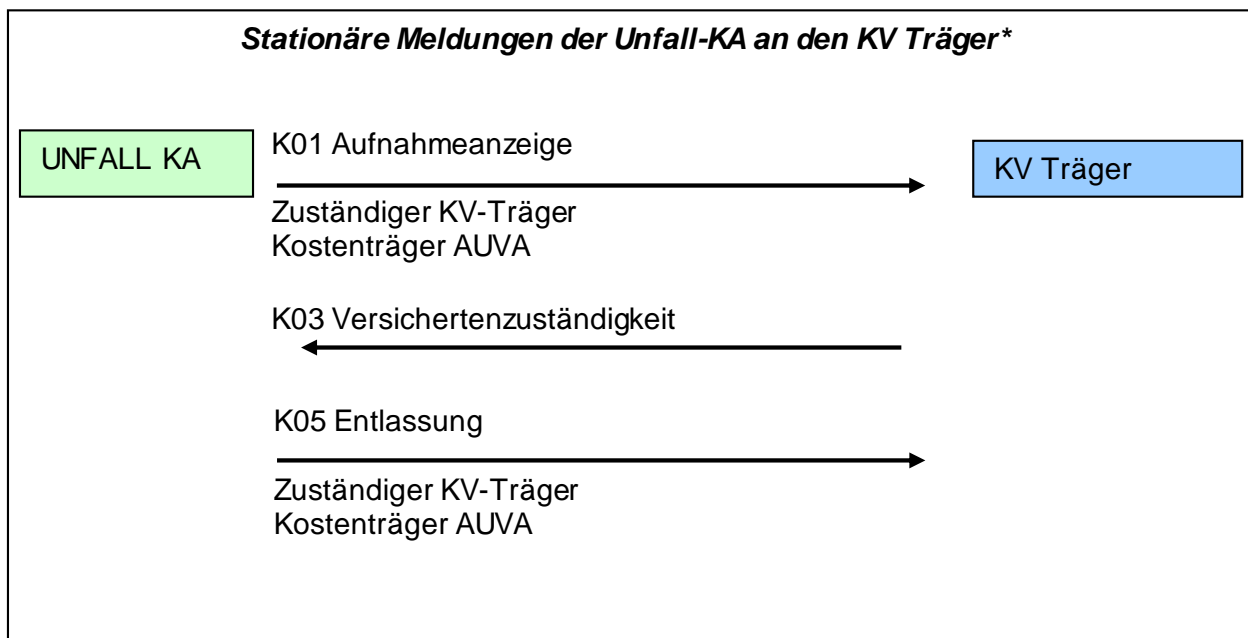 Stationäre Meldungen der Unfall-KA an den KV Träger*
UNFALL KA
K01 Aufnahmeanzeige
KV Träger
Zuständiger KV-Träger
Kostenträger AUVA
K03 Versichertenzuständigkeit
K05 Entlassung
Zuständiger KV-Träger
Kostenträger AUVA